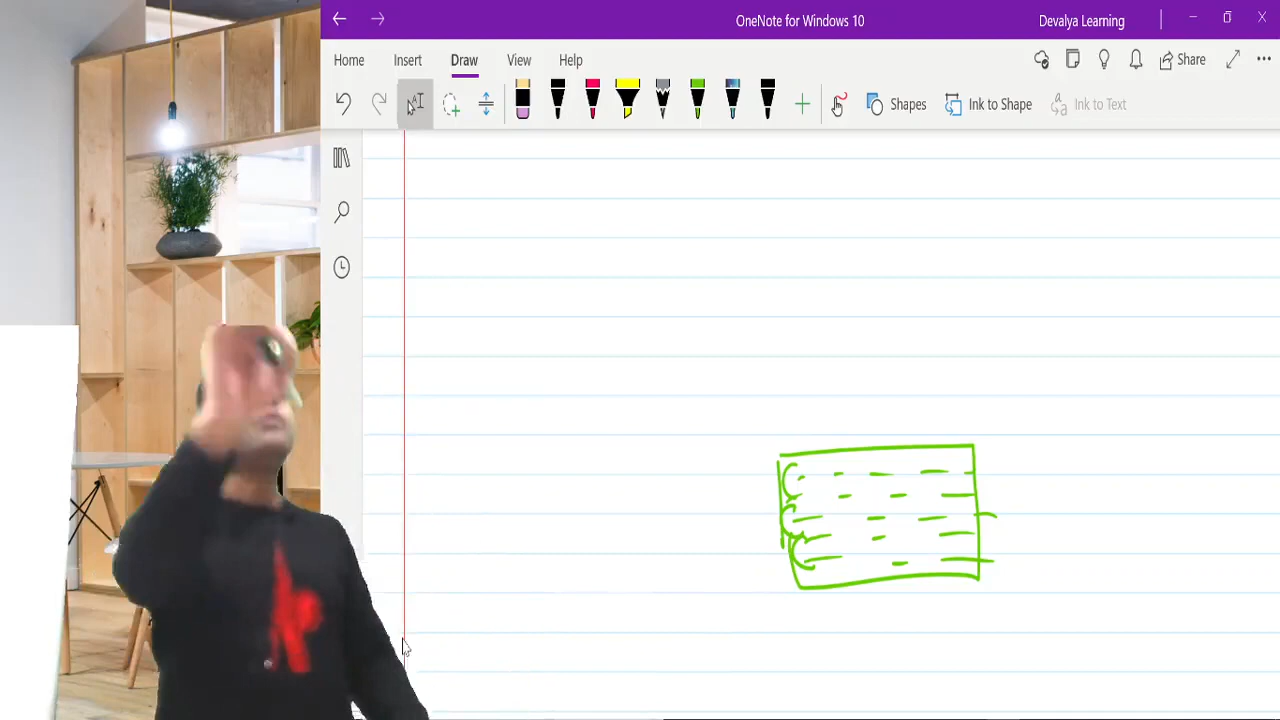 OneNote for Windows 10
Devalya Learning
Home
Insert
Draw
View
Help
Share
Shapes
Ink to Shape
Ink to Text